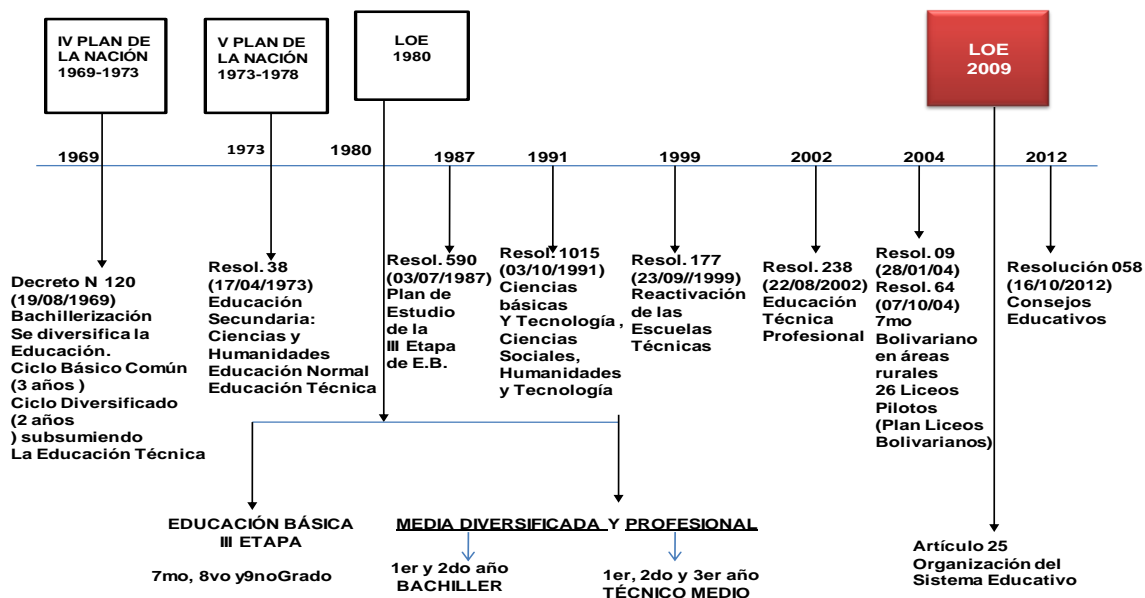 IV PLAN DE
LA NACIÓN
1969-1973
V PLAN DE
LA NACIÓN
1973-1978
LOE
1980
LOE
2009
1969
1973
1980
1987
1991
1999
2002
2004
2012
Decreto N 120
(19/08/1969)
Bachillerización
Se diversifica la
Educación.
Ciclo Básico Común
(3 años )
Ciclo Diversificado
(2 años
) subsumiendo
La Educación Técnica
Resol. 38
(17/04//1973)
Educación
Secundaria:
Ciencias y
Humanidades
Educación Normal
Educación Técnica
Resol. 590
(03/07/1987)
Plan de
Estudio
de la
III Etapa
de E.B.
Resol. 1015
(03/10/1991)
Ciencias
básicas
Y Tecnología ,
Ciencias
Sociales,
Humanidades
y Tecnología
Resol. 177
(23/09//1999)
Reactivación
de las
Escuelas
Técnicas
Resol. 238
(22/08/2002)
Educación
Técnica
Profesional
Resol. 09
(28/01/04)
Resol. 64
(07/10/04)
7mo
Bolivariano
en áreas
rurales
26 Liceos
Pilotos
(Plan Liceos
Bolivarianos)
Resolución 058
(16/10/2012)
Consejos
Educativos
EDUCACIÓN BÁSICA
III ETAPA
7mo, 8vo y9noGrado
MEDIA DIVERSIFICADA Y PROFESIONAL
1er y 2do año
BACHILLER
1er, 2do y 3er año
TÉCNICO MEDIO
Artículo 25
Organización del
Sistema Educativo